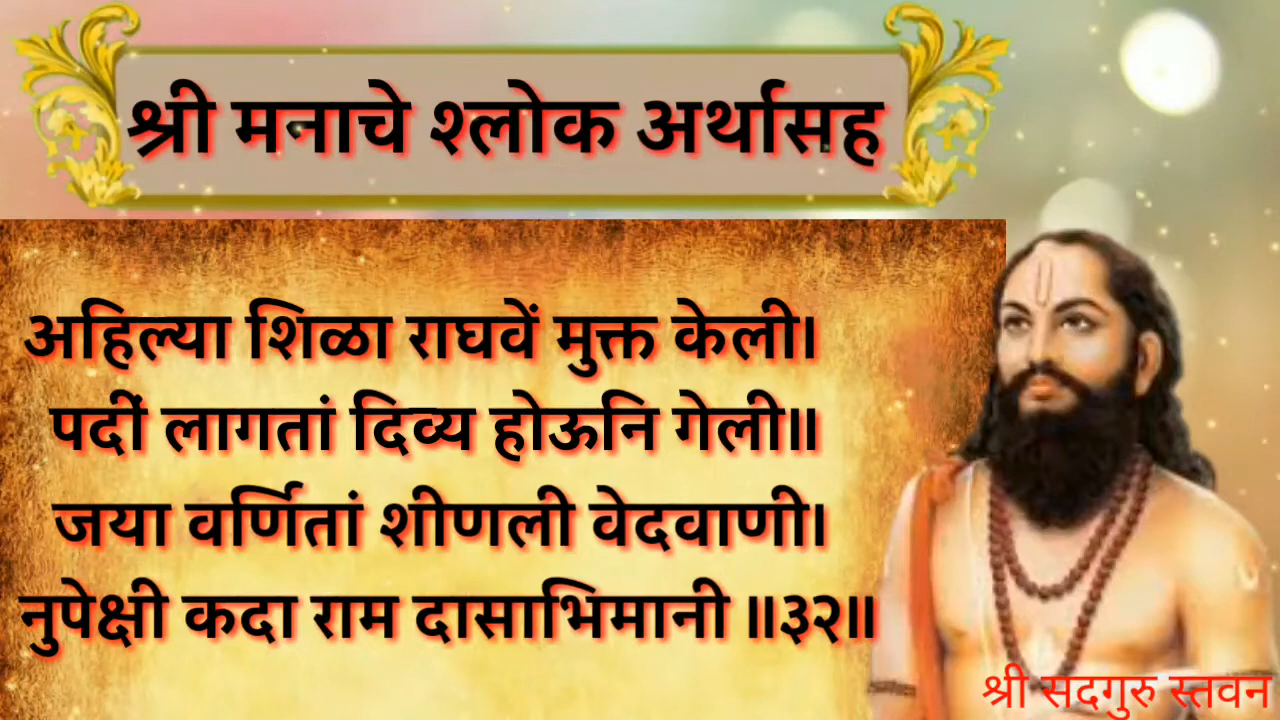 श्री मनाचे श्लोक अर्थासह
अहिल्या शिळा राघवें मुक्त केली।
पदीं लागतां दिव्य होऊनि गेली॥
जया वर्णितां शीणली वेदवाणी।
नुपेक्षी कदा राम दासाभिमानी ॥३२॥
श्री सदगुरु स्तवन